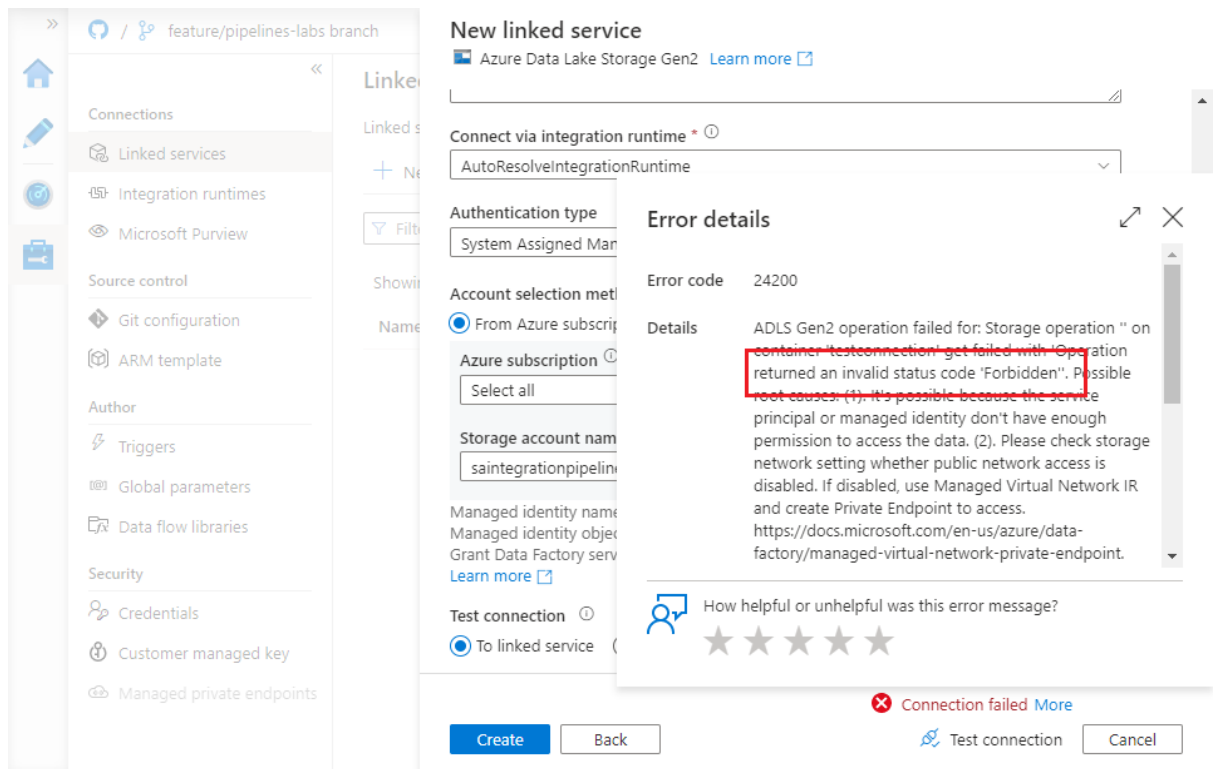 / feature/pipelines-labs branch
Connections
Linked services
Integration runtimes
Microsoft Purview
Source control
Git configuration
ARM template
Author
Triggers
Global parameters
Data flow libraries
Security
Credentials
Customer managed key
Managed private endpoints
New linked service
Azure Data Lake Storage Gen2 Learn more
Connect via integration runtime *
AutoResolveIntegrationRuntime
Authentication type
System Assigned Man
Account selection met
From Azure subscrip
Azure subscription
Select all
Storage account nam
saintegrationpipeline
Managed identity name
Managed identity objec
Grant Data Factory serv
Learn more
Test connection
To linked service
Error details
Error code 24200
Details ADLS Gen2 operation failed for: Storage operation '' on
container 'testconnection' get failed with 'Operation
returned an invalid status code 'Forbidden''. Possible
root causes: (1). It's possible because the service
principal or managed identity don't have enough
permission to access the data. (2). Please check storage
network setting whether public network access is
disabled. If disabled, use Managed Virtual Network IR
and create Private Endpoint to access.
https://docs.microsoft.com/en-us/azure/data-
factory/managed-virtual-network-private-endpoint.
How helpful or unhelpful was this error message?
Connection failed More
Create Back Test connection Cancel